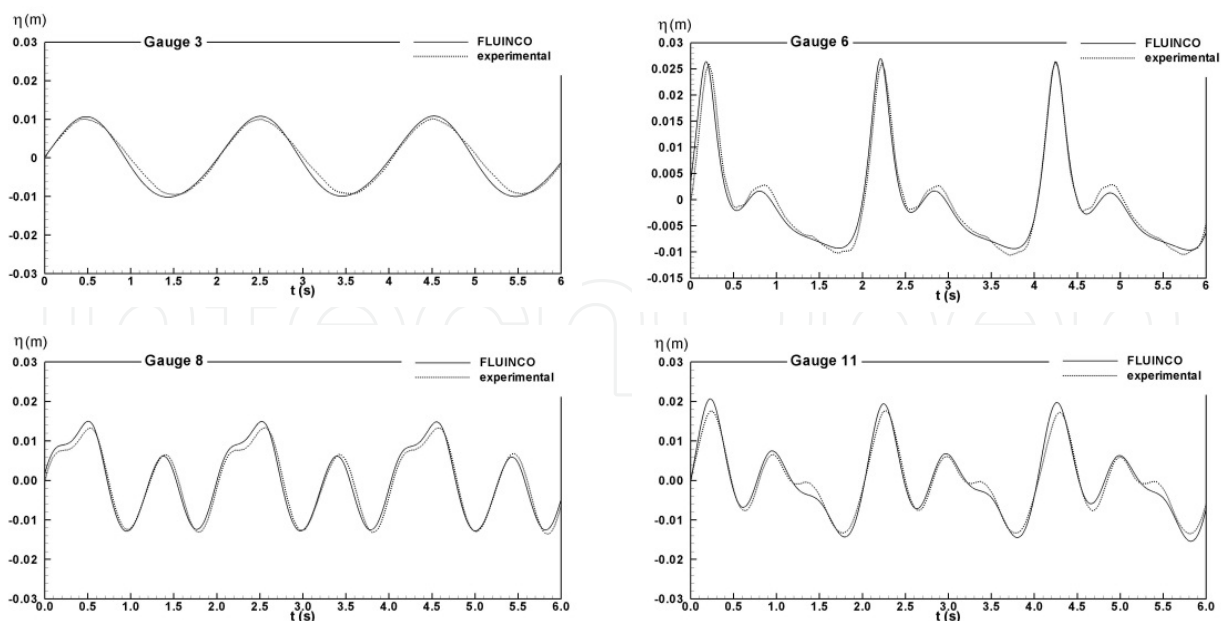 η (m)
Gauge 3
FLUINCO
experimental
0.03
0.02
0.01
0
-0.01
-0.02
-0.03
0 0.5 1 1.5 2 2.5 3 3.5 4 4.5 5 5.5 6
t (s)
η (m)
Gauge 6
FLUINCO
experimental
0.03
0.025
0.02
0.015
0.01
0.005
0
-0.005
-0.01
-0.015
0 0.5 1 1.5 2 2.5 3 3.5 4 4.5 5 5.5 6
t (s)
η (m)
Gauge 8
FLUINCO
experimental
0.03
0.02
0.01
0.00
-0.01
-0.02
-0.03
0.0 0.5 1.0 1.5 2.0 2.5 3.0 3.5 4.0 4.5 5.0 5.5 6.0
t (s)
η (m)
Gauge 11
FLUINCO
experimental
0.03
0.02
0.01
0.00
-0.01
-0.02
-0.03
0.0 0.5 1.0 1.5 2.0 2.5 3.0 3.5 4.0 4.5 5.0 5.5 6.0
t (s)